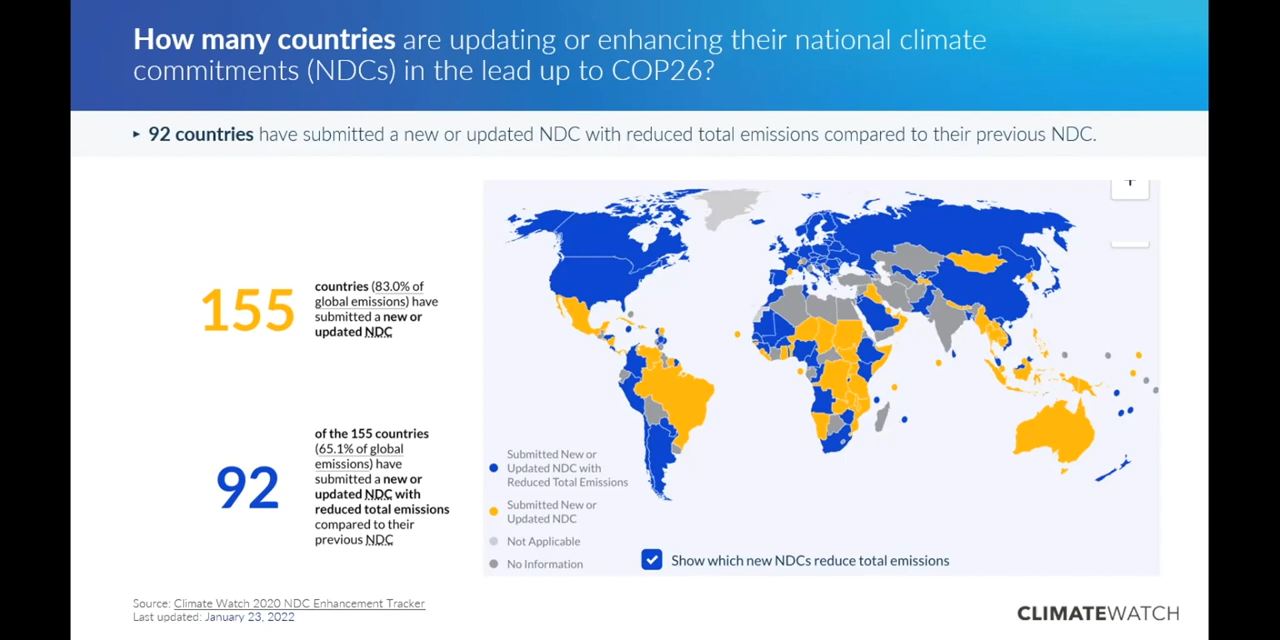 How many countries are updating or enhancing their national climate
commitments (NDCs) in the lead up to COP26?
▸ 92 countries have submitted a new or updated NDC with reduced total emissions compared to their previous NDC.
155
countries (83.0% of
global emissions) have
submitted a new or
updated NDC
92
of the 155 countries
(65.1% of global
emissions) have
submitted a new or
updated NDC with
reduced total emissions
compared to their
previous NDC
Submitted New or
Updated NDC with
Reduced Total Emissions
Submitted New or
Updated NDC
Not Applicable
No Information
Show which new NDCs reduce total emissions
Source: Climate Watch 2020 NDC Enhancement Tracker
Last updated: January 23, 2022
CLIMATEWATCH